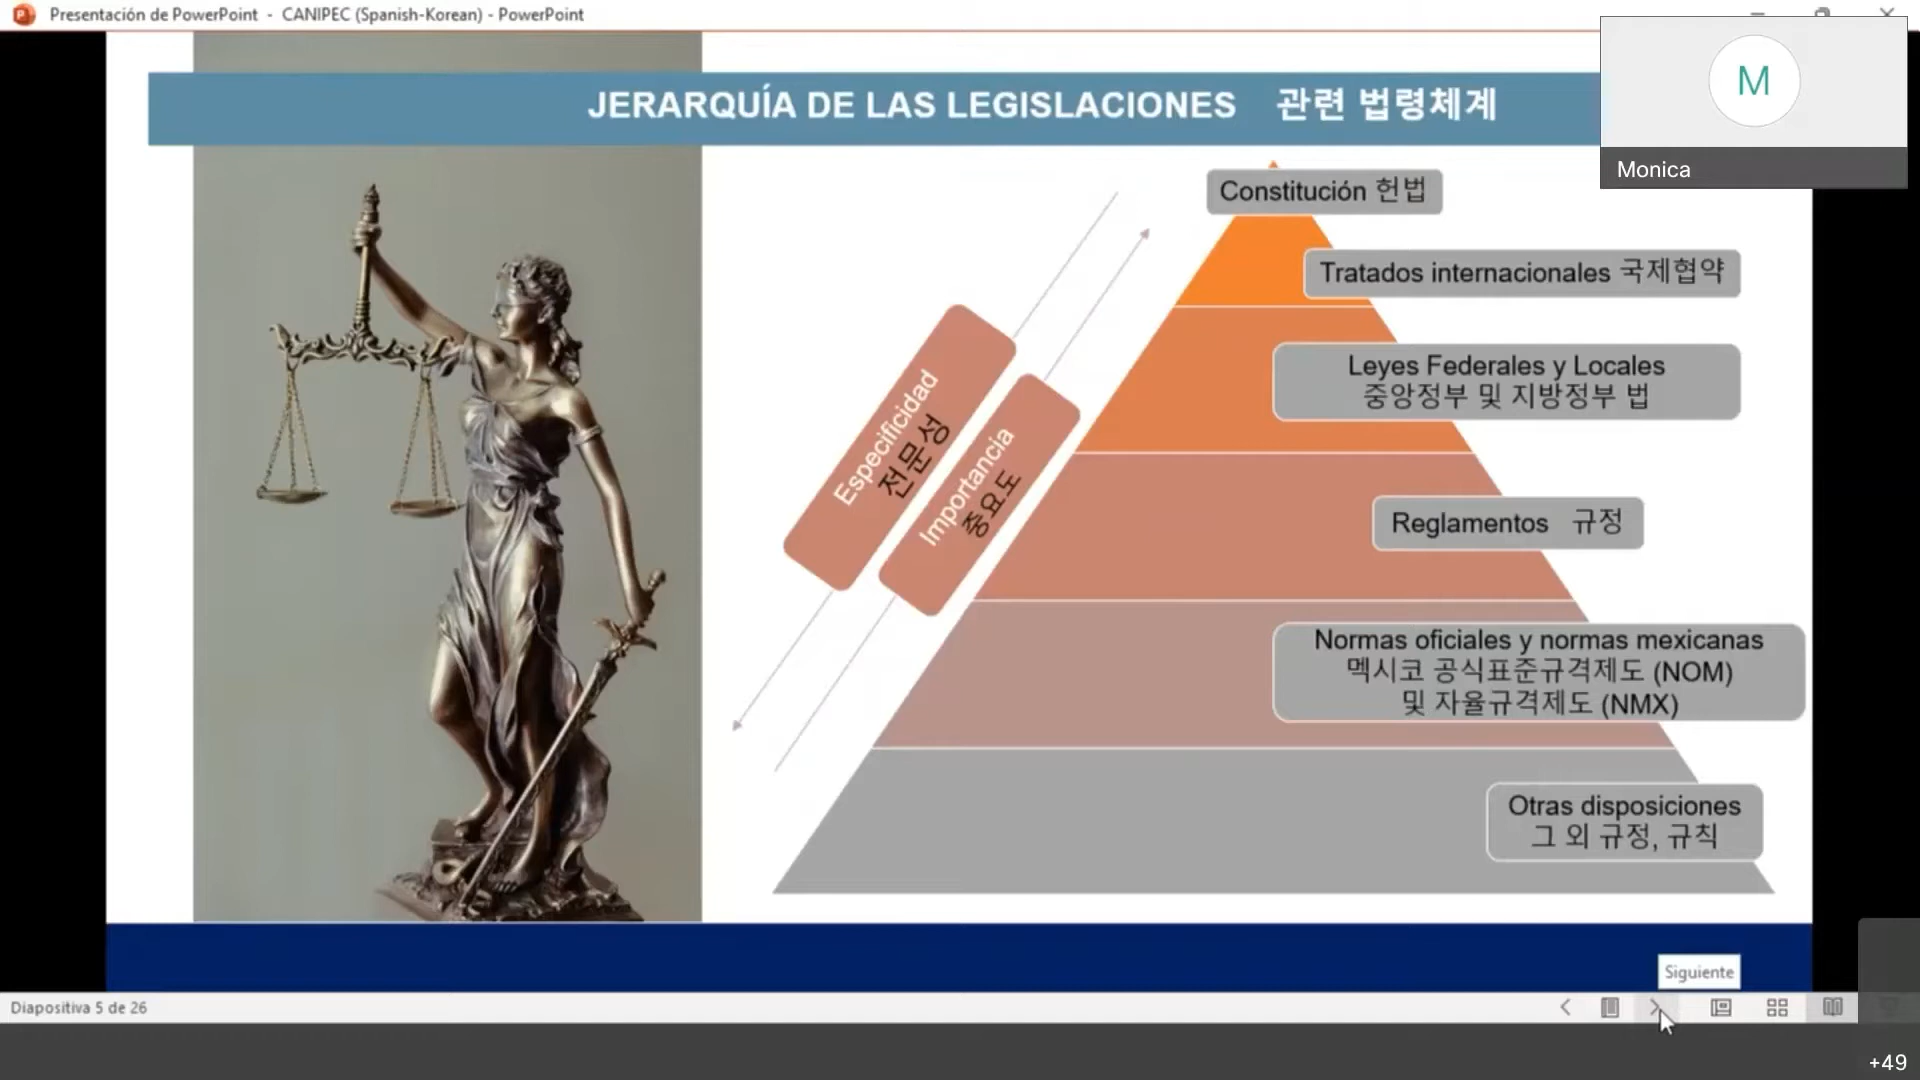 Presentación de PowerPoint - CANIPEC (Spanish-Korean) - PowerPoint
JERARQUÍA DE LAS LEGISLACIONES 관련 법령체계
M
Monica
Constitución 헌법
Tratados internacionales 국제협약
Leyes Federales y Locales
중앙정부 및 지방정부 법
Especificidad
전문성
Importancia
중요도
Reglamentos 규정
Normas oficiales y normas mexicanas
멕시코 공식표준규격제도 (NOM)
및 자율규격제도 (NMX)
Otras disposiciones
그 외 규정, 규칙
Siguiente
Diapositiva 5 de 26
+49